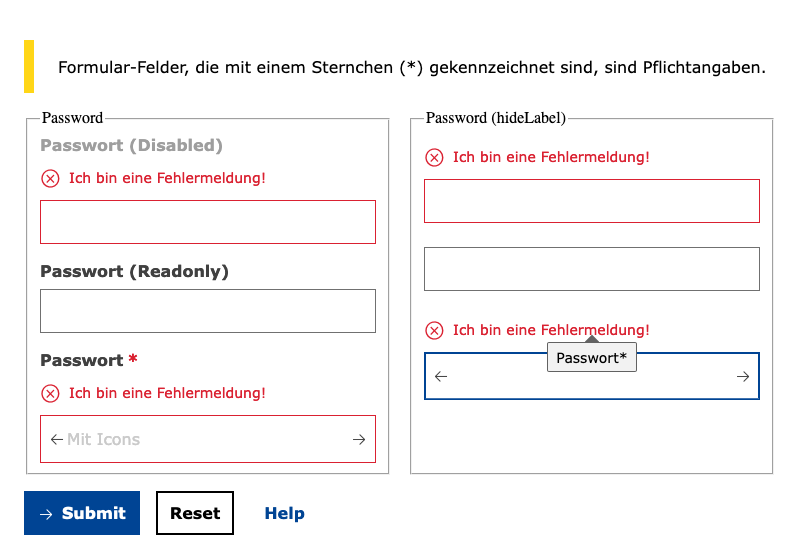 Formular-Felder, die mit einem Sternchen (*) gekennzeichnet sind, sind Pflichtangaben.
Password
Passwort (Disabled)
Ich bin eine Fehlermeldung!
Passwort (Readonly)
Passwort *
Ich bin eine Fehlermeldung!
Mit Icons
Password (hideLabel)
Ich bin eine Fehlermeldung!
Ich bin eine Fehlermeldung!
Passwort*
Submit
Reset
Help